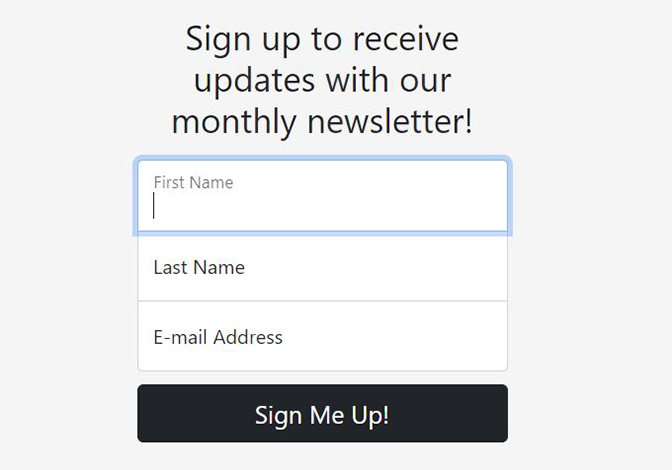 Sign up to receive
updates with our
monthly newsletter!
First Name
Last Name
E-mail Address
Sign Me Up!